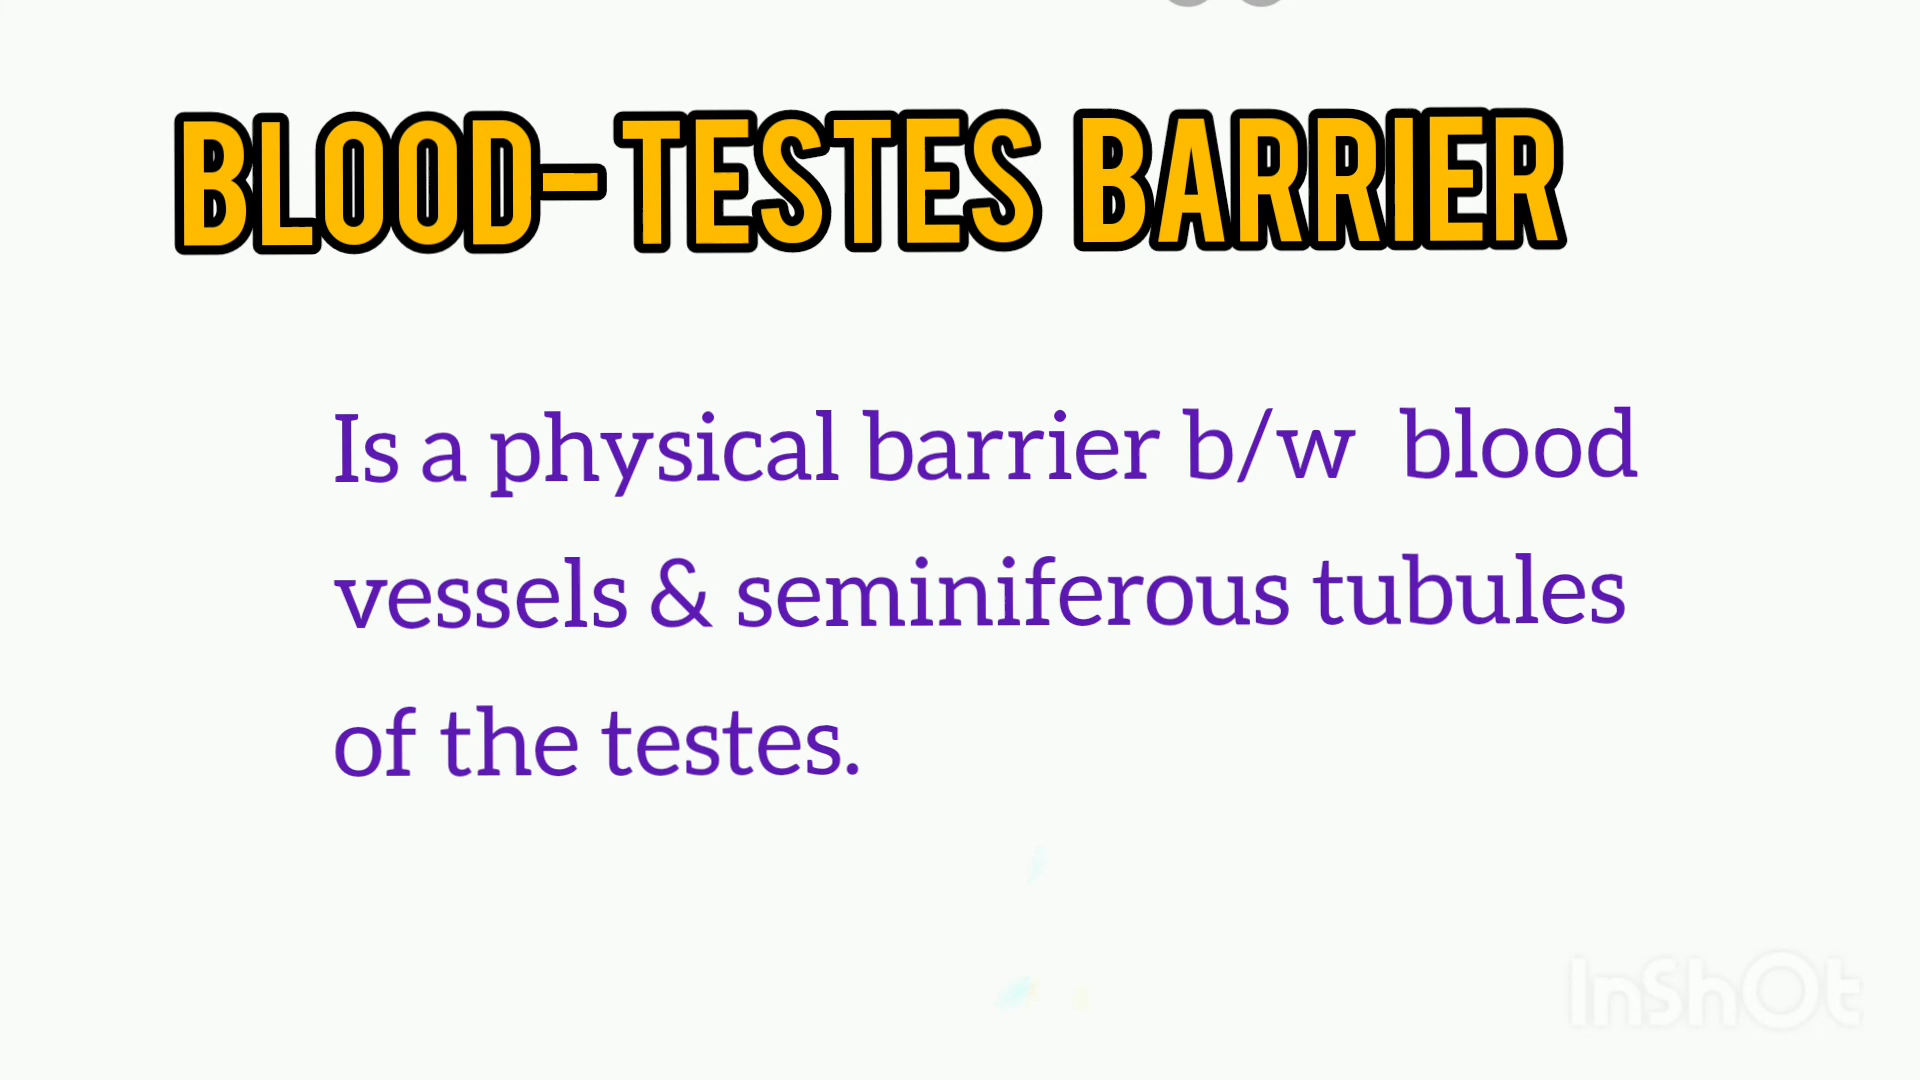 BLOOD-TESTES BARRIER
Is a physical barrier b/w blood
vessels & seminiferous tubules
of the testes.
InShOt